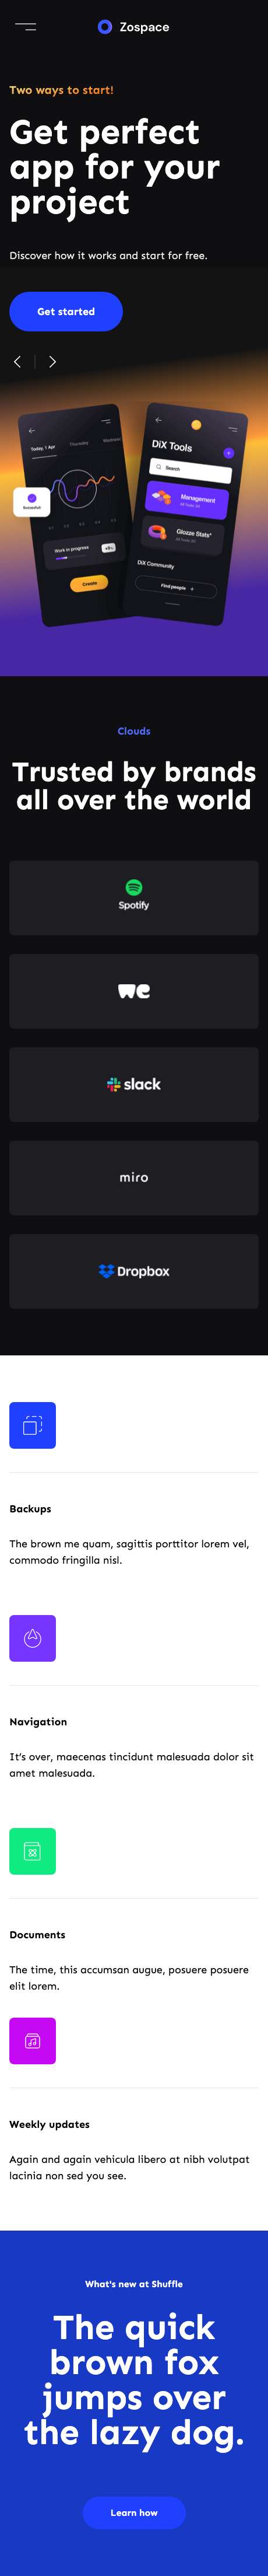 Zospace
Two ways to start!
Get perfect
app for your
project
Discover how it works and start for free.
Get started
Today, 1 Apr
Thursday
Successful!
Work in progress
Create
DiX Tools
Search
Management
Glozze Stats*
DiX Community
Find people
Clouds
Trusted by brands
all over the world
Spotify
we
slack
miro
Dropbox
Backups
The brown me quam, sagittis porttitor lorem vel,
commodo fringilla nisl.
Navigation
It's over, maecenas tincidunt malesuada dolor sit
amet malesuada.
Documents
The time, this accumsan augue, posuere posuere
elit lorem.
Weekly updates
Again and again vehicula libero at nibh volutpat
lacinia non sed you see.
What's new at Shuffle
The quick
brown fox
jumps over
the lazy dog.
Learn how